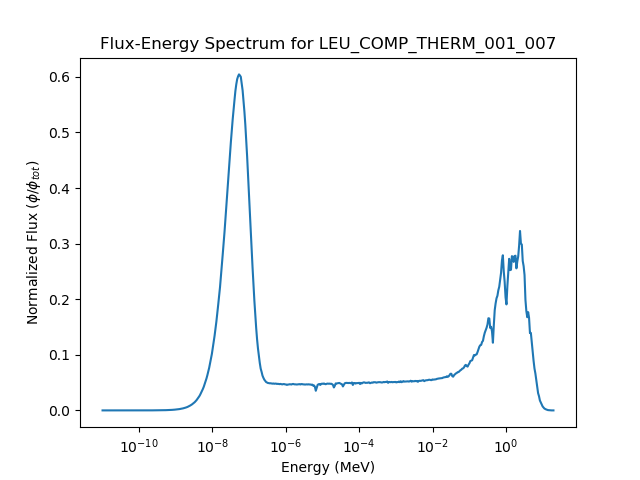 Flux-Energy Spectrum for LEU_COMP_THERM_001_007
Normalized Flux (ϕ/ϕ_tot)
0.6
0.5
0.4
0.3
0.2
0.1
0.0
10⁻¹⁰ 10⁻⁸ 10⁻⁶ 10⁻⁴ 10⁻² 10⁰
Energy (MeV)